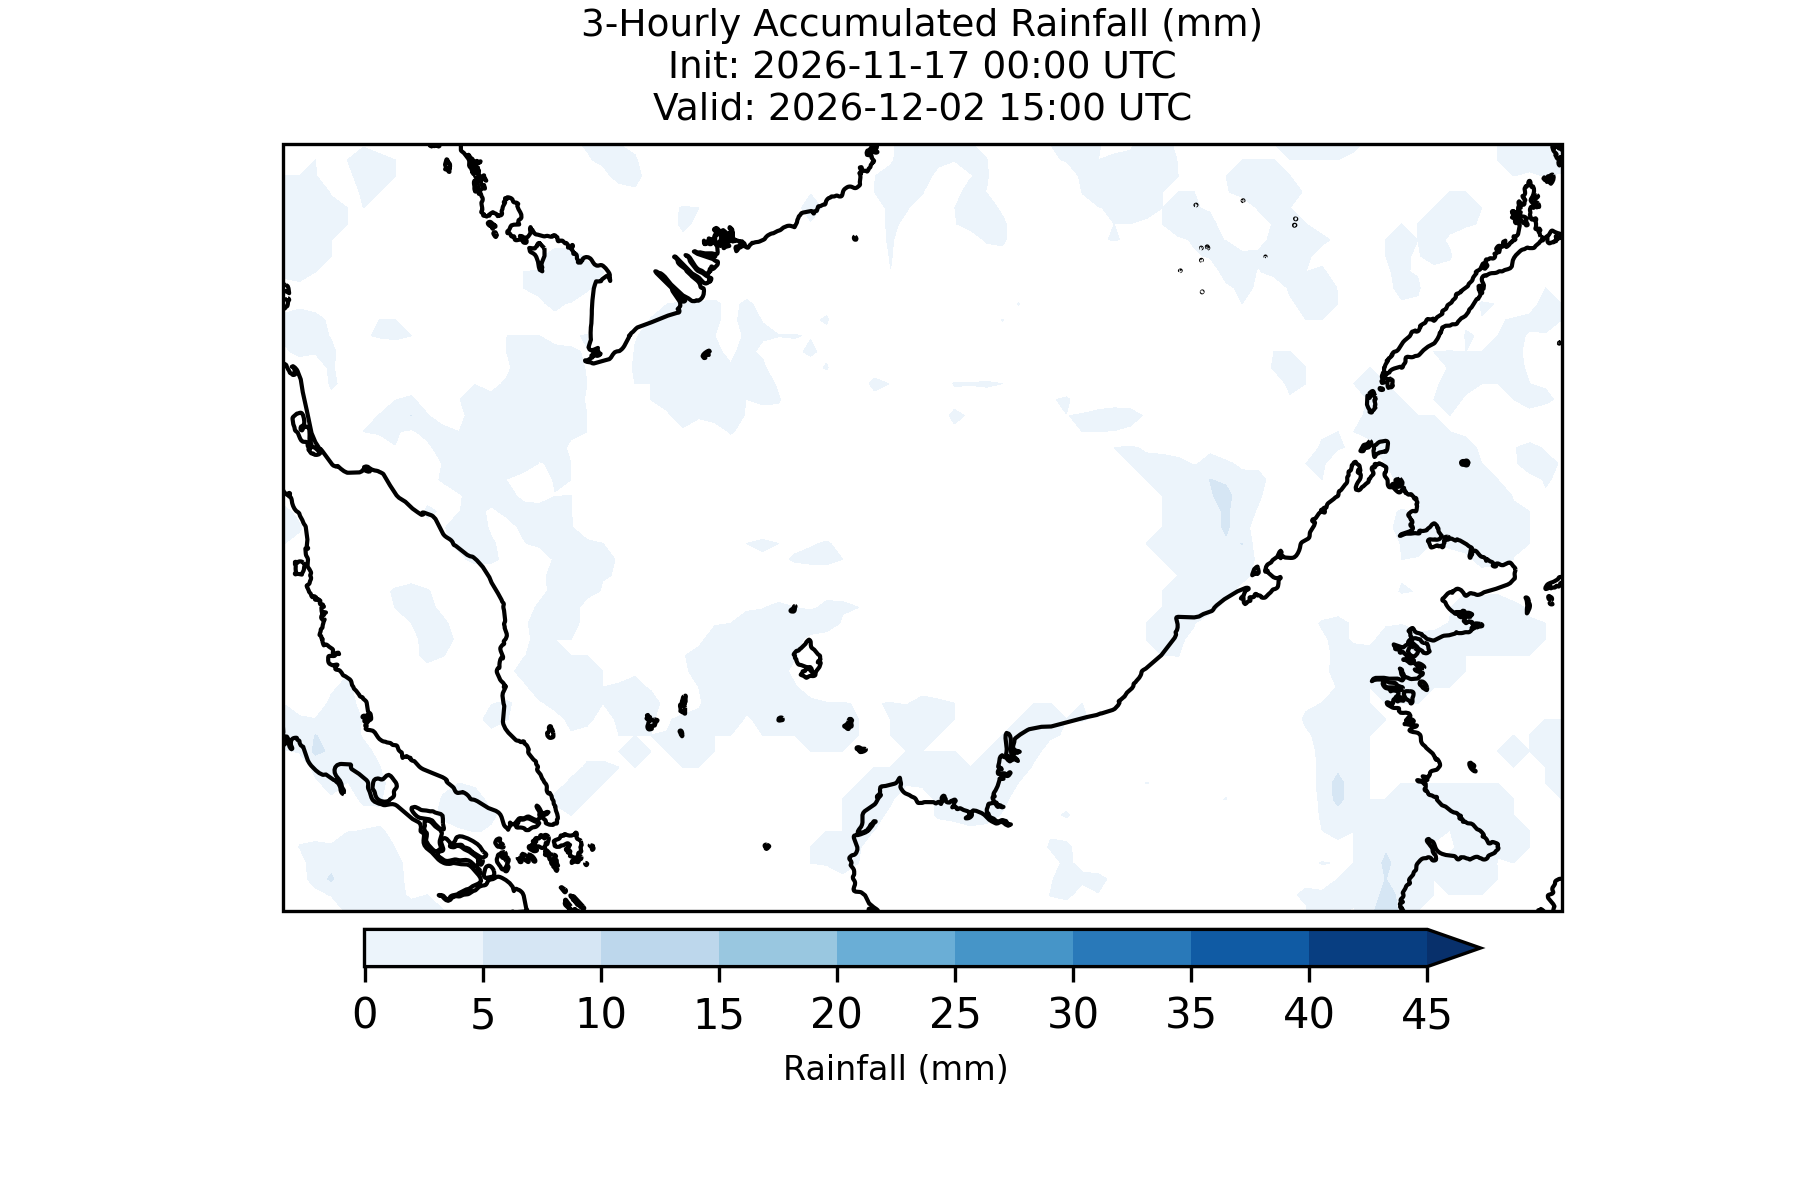 3-Hourly Accumulated Rainfall (mm)
Init: 2026-11-17 00:00 UTC
Valid: 2026-12-02 15:00 UTC
0 5 10 15 20 25 30 35 40 45
Rainfall (mm)